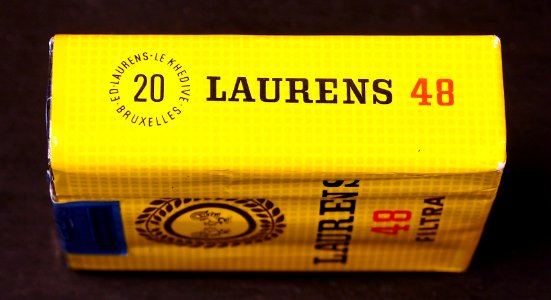 ED·LAURENS·LE KHEDIVE
·BRUXELLES·
20
LAURENS 48
LAURENS
48
FILTRA